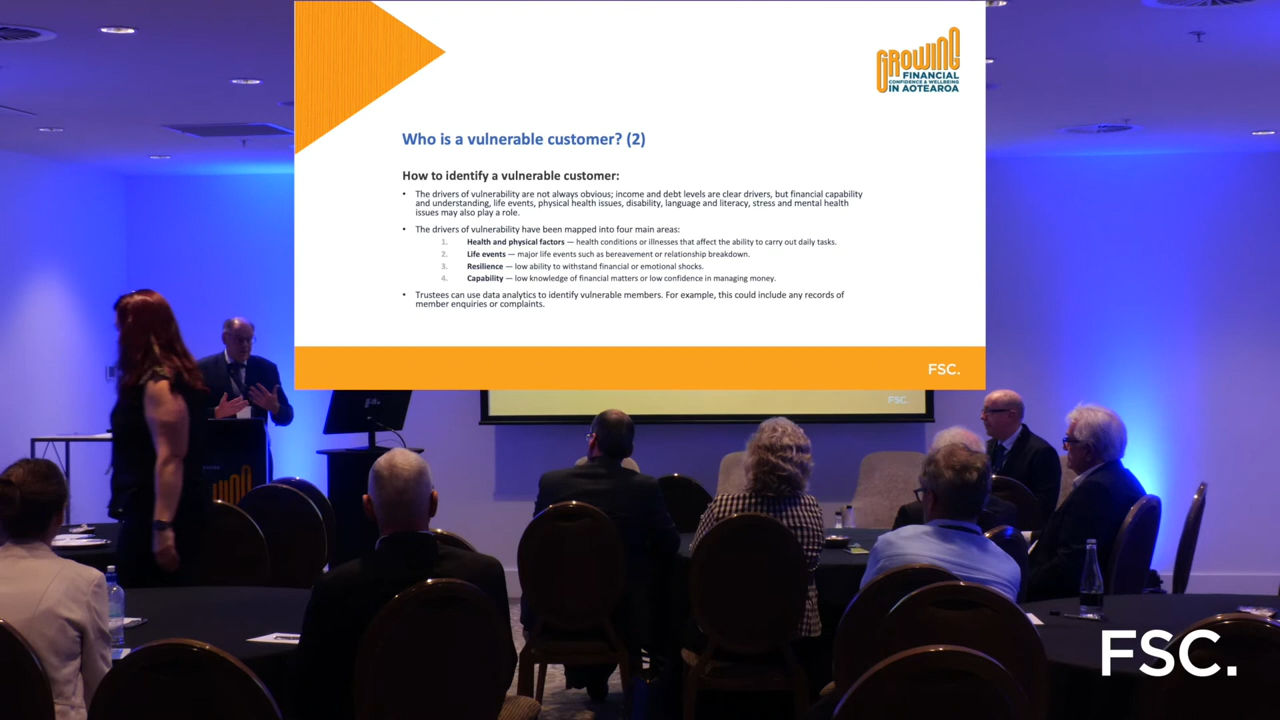 GROWING
FINANCIAL
CONFIDENCE & WELLBEING
IN AOTEAROA
Who is a vulnerable customer? (2)
How to identify a vulnerable customer:
• The drivers of vulnerability are not always obvious; income and debt levels are clear drivers, but financial capability
and understanding, life events, physical health issues, disability, language and literacy, stress and mental health
issues may also play a role.
• The drivers of vulnerability have been mapped into four main areas:
1. Health and physical factors — health conditions or illnesses that affect the ability to carry out daily tasks.
2. Life events — major life events such as bereavement or relationship breakdown.
3. Resilience — low ability to withstand financial or emotional shocks.
4. Capability — low knowledge of financial matters or low confidence in managing money.
• Trustees can use data analytics to identify vulnerable members. For example, this could include any records of
member enquiries or complaints.
FSC.
FSC.
FSC.